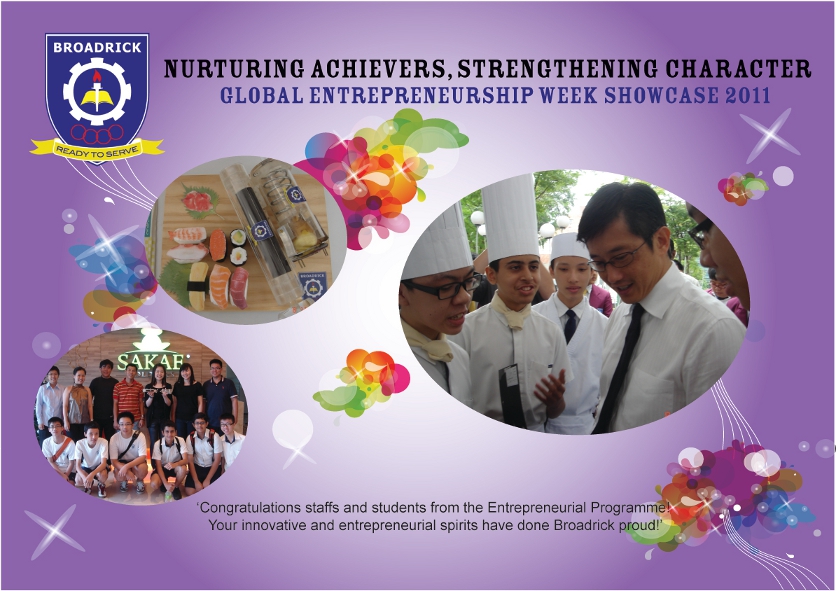 BROADRICK
READY TO SERVE
NURTURING ACHIEVERS, STRENGTHENING CHARACTER
GLOBAL ENTREPRENEURSHIP WEEK SHOWCASE 2011
SAKAE
'Congratulations staffs and students from the Entrepreneurial Programme!
Your innovative and entrepreneurial spirits have done Broadrick proud!'